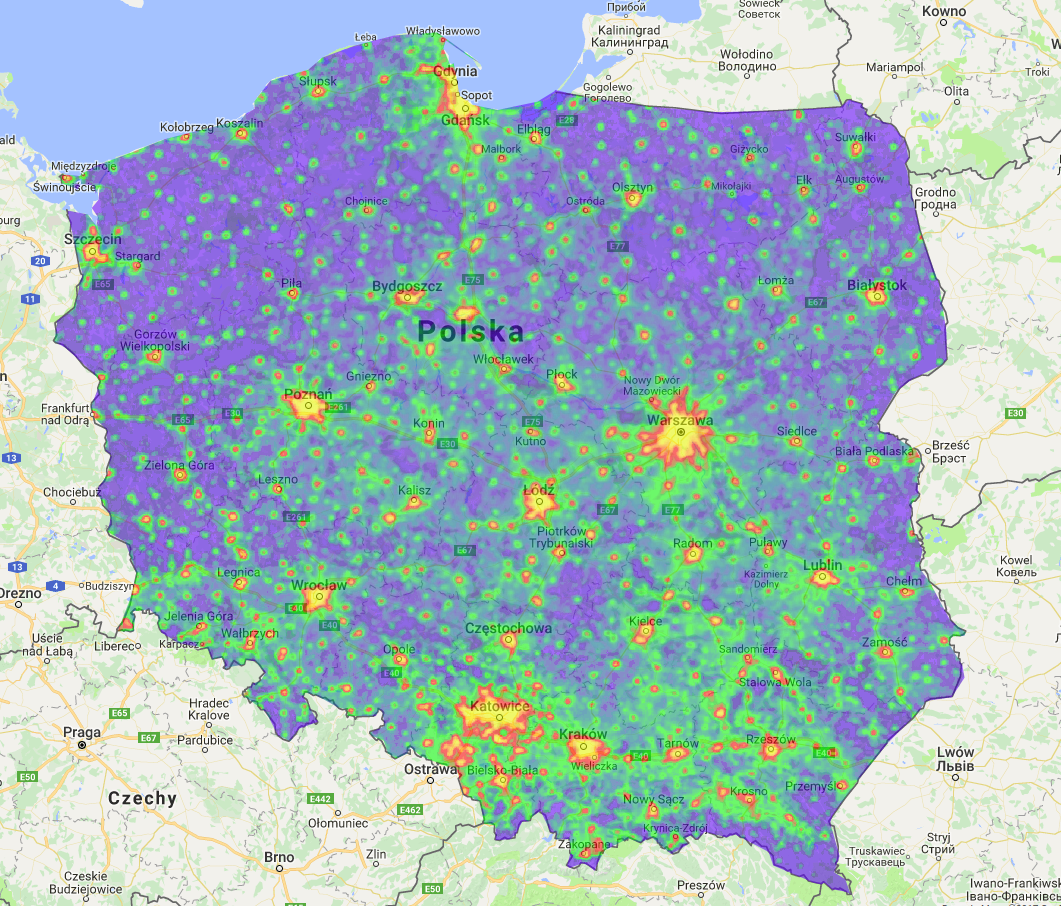 Прибой
Sowieck
Советск
Kowno
Władysławowo
Łeba
Kaliningrad
Калининград
Wołodino
Володино
Mariampol
Troki
Olita
Gdynia
Sopot
Gdańsk
Gogolewo
Гоголево
Słupsk
Kołobrzeg
Koszalin
E28
Elbląg
Malbork
Giżycko
Suwałki
ald
Międzyzdroje
Świnoujście
Chojnice
Ostróda
Olsztyn
Mikołajki
Ełk
Augustów
Grodno
Гродна
burg
Szczecin
Stargard
20
E65
E77
11
Piła
Bydgoszcz
E75
Łomża
E67
Białystok
Polska
Gorzów
Wielkopolski
Włocławek
Gniezno
Płock
Nowy Dwór
Mazowiecki
n
Frankfurt
nad Odrą
Poznań
E261
E65
E30
Konin
E30
E75
Kutno
Warszawa
Siedlce
E30
Biała Podlaska
Brześć
Брэст
13
Zielona Góra
Leszno
Kalisz
Łódź
Chociebuż
E261
E67
E77
E67
Piotrków
Trybunalski
Radom
Puławy
Kazimierz
Dolny
Lublin
Chełm
Kowel
Ковель
13
4
Budziszyn
Drezno
Legnica
Wrocław
E40
E40
Jelenia Góra
Wałbrzych
Karpacz
Liberec
Uście
nad Łabą
Częstochowa
Kielce
Opole
E40
Sandomierz
Zamość
Stalowa Wola
Hradec
Kralove
E65
Praga
E67
Pardubice
Katowice
Kraków
Wieliczka
E40
Tarnów
Rzeszów
E40
Lwów
Львів
E50
Ostrawa
Bielsko-Biała
Przemyśl
Krosno
Nowy Sącz
Krynica-Zdrój
Zakopane
Czechy
E442
E462
Ołomuniec
Brno
Zlin
Czeskie
Budziejowice
E50
Preszów
Truskawiec
Трускавець
Stryj
Стрий
Iwano-Frankiwsk